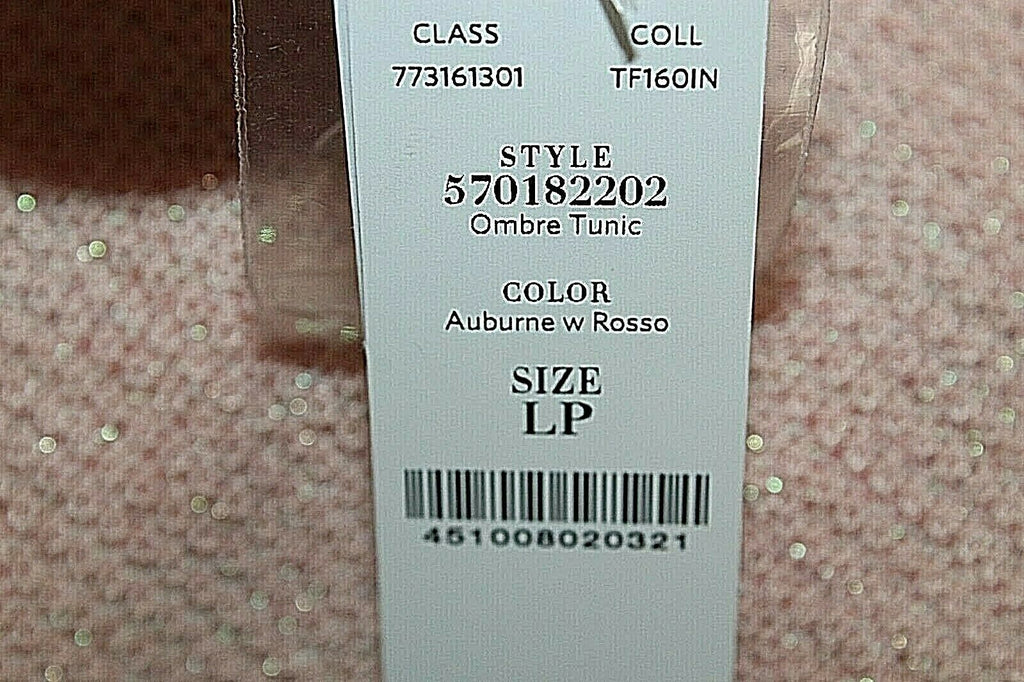 CLASS COLL
773161301 TF160IN
STYLE
570182202
Ombre Tunic
COLOR
Auburne w Rosso
SIZE
LP
451008020321